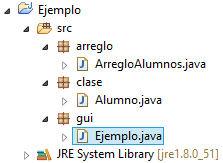 Ejemplo
src
arreglo
ArregloAlumnos.java
clase
Alumno.java
gui
Ejemplo.java
JRE System Library [jre1.8.0_51]